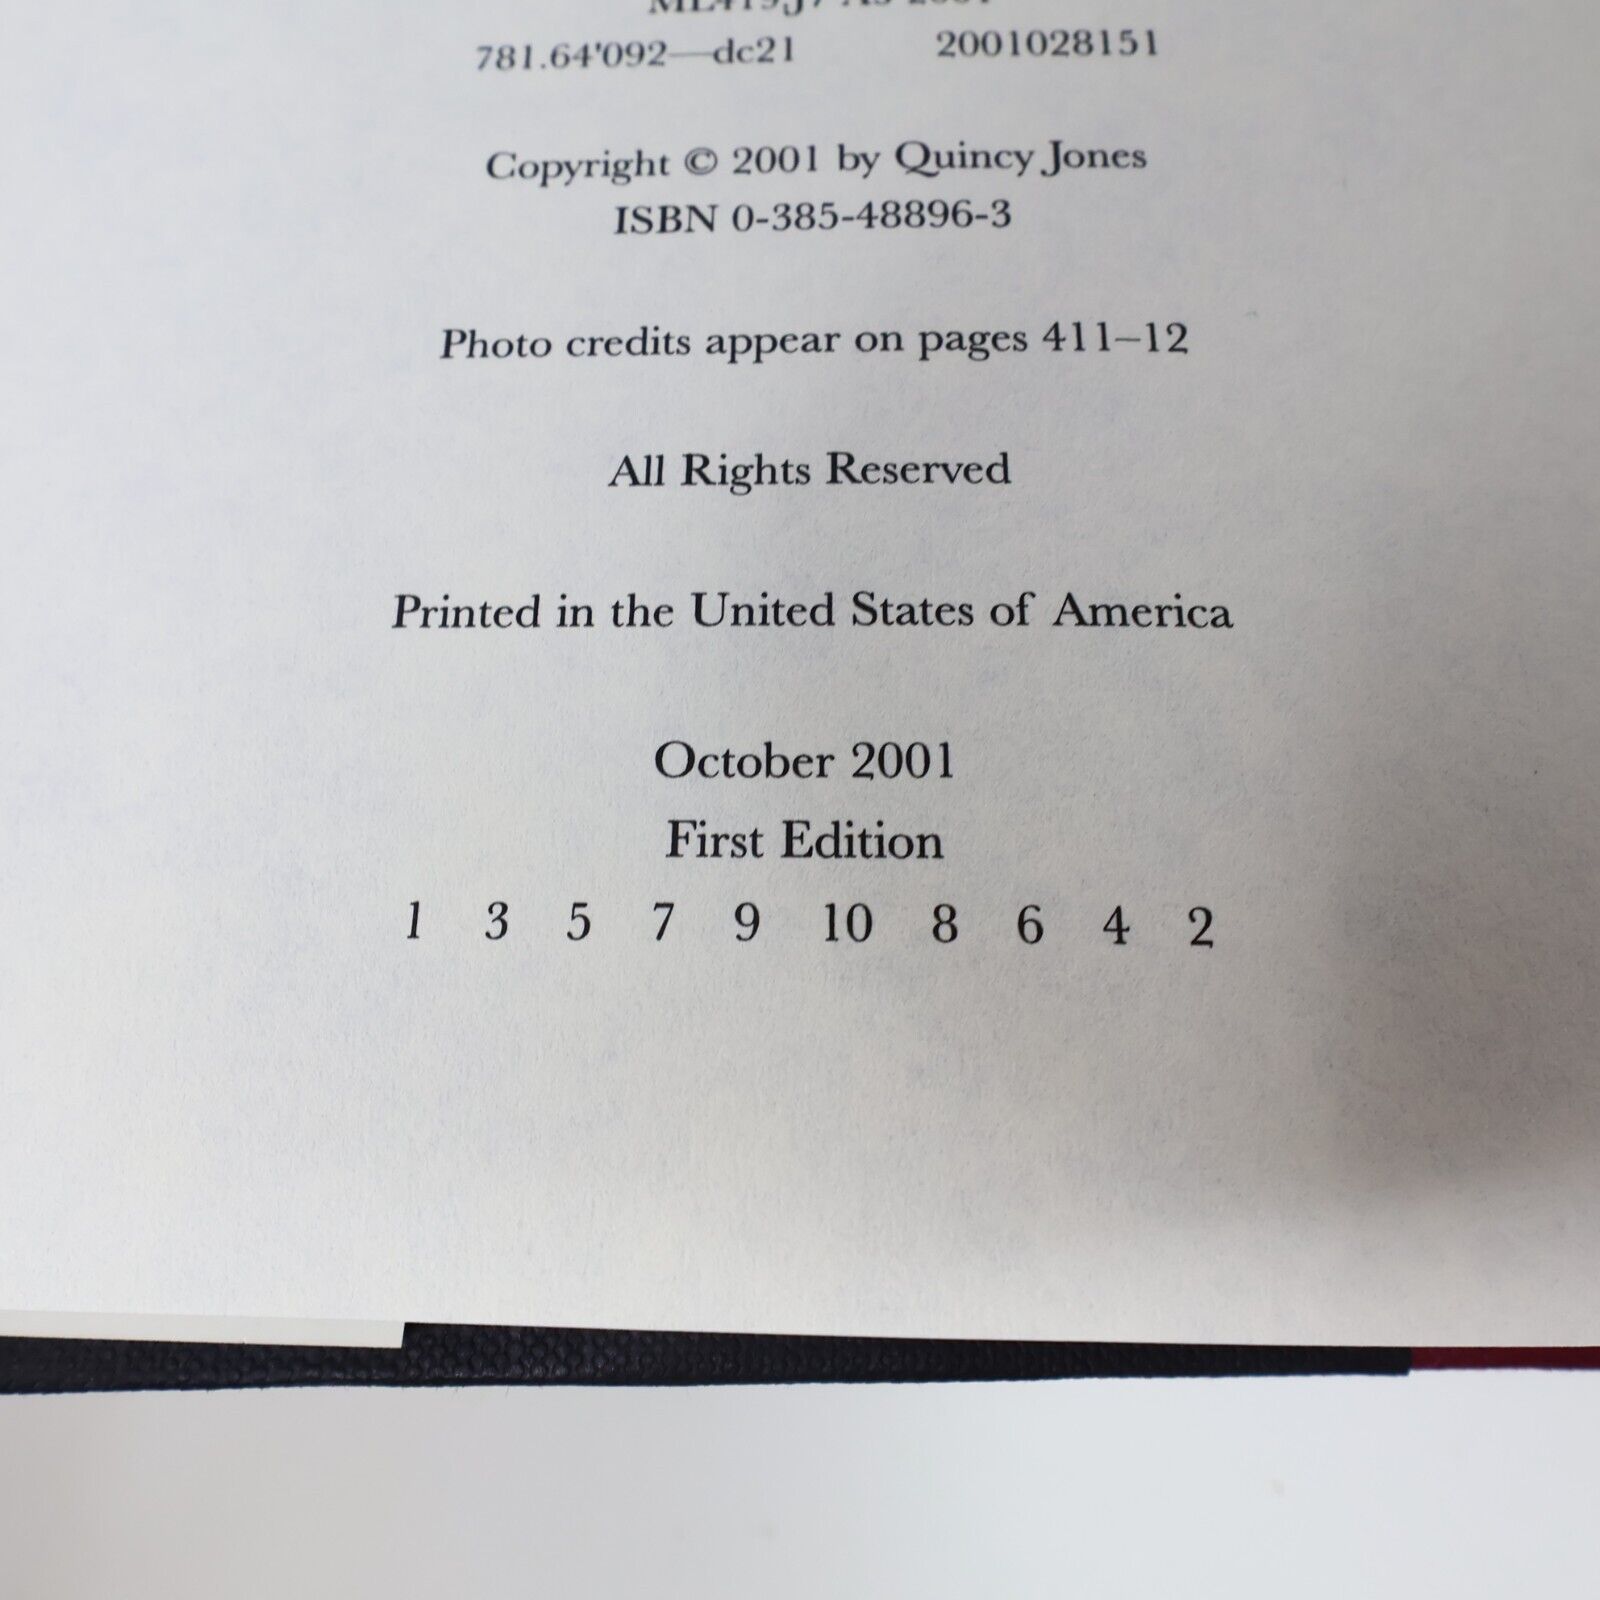 781.64'092—dc21 2001028151
Copyright © 2001 by Quincy Jones
ISBN 0-385-48896-3
Photo credits appear on pages 411–12
All Rights Reserved
Printed in the United States of America
October 2001
First Edition
1 3 5 7 9 10 8 6 4 2